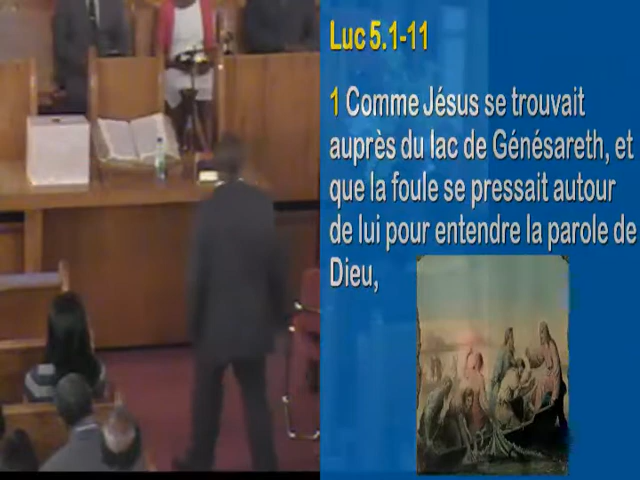 Luc 5.1-11
1 Comme Jésus se trouvait
auprès du lac de Génésareth, et
que la foule se pressait autour
de lui pour entendre la parole de
Dieu,